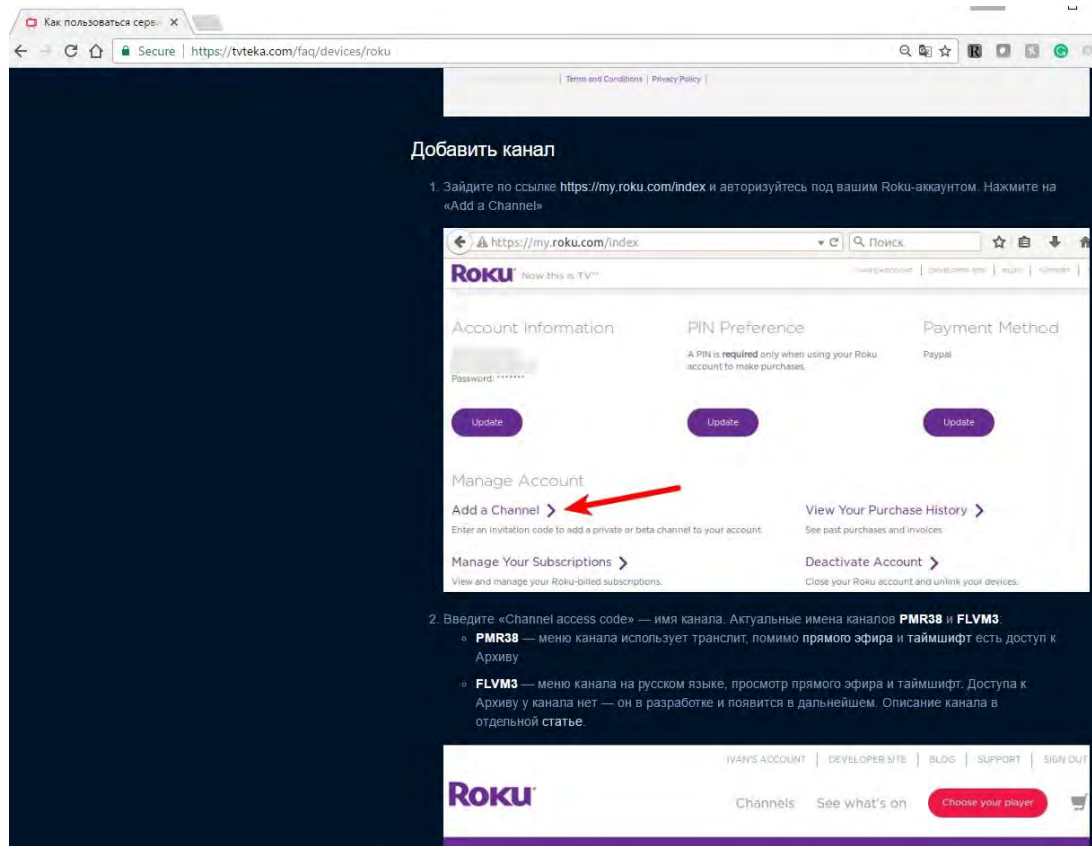 Как пользоваться серви
Secure | https://tvteka.com/faq/devices/roku
| Terms and Conditions | Privacy Policy |
Добавить канал
1. Зайдите по ссылке https://my.roku.com/index и авторизуйтесь под вашим Roku-аккаунтом. Нажмите на
«Add a Channel»
https://my.roku.com/index
Поиск
ROKU Now this is TV™
DEVELOPER SITE | BLOG | SUPPORT |
Account Information
PIN Preference
Payment Method
A PIN is required only when using your Roku
account to make purchases.
Paypal
Password: *******
Update
Update
Update
Manage Account
Add a Channel
View Your Purchase History
Enter an invitation code to add a private or beta channel to your account
See past purchases and invoices
Manage Your Subscriptions
Deactivate Account
View and manage your Roku-billed subscriptions.
Close your Roku account and unlink your devices.
2. Введите «Channel access code» — имя канала. Актуальные имена каналов PMR38 и FLVM3:
PMR38 — меню канала использует транслит, помимо прямого эфира и таймшифт есть доступ к
Архиву
FLVM3 — меню канала на русском языке, просмотр прямого эфира и таймшифт. Доступа к
Архиву у канала нет — он в разработке и появится в дальнейшем. Описание канала в
отдельной статье.
IVAN'S ACCOUNT | DEVELOPER SITE | BLOG | SUPPORT | SIGN OUT
ROKU
Channels
See what's on
Choose your player